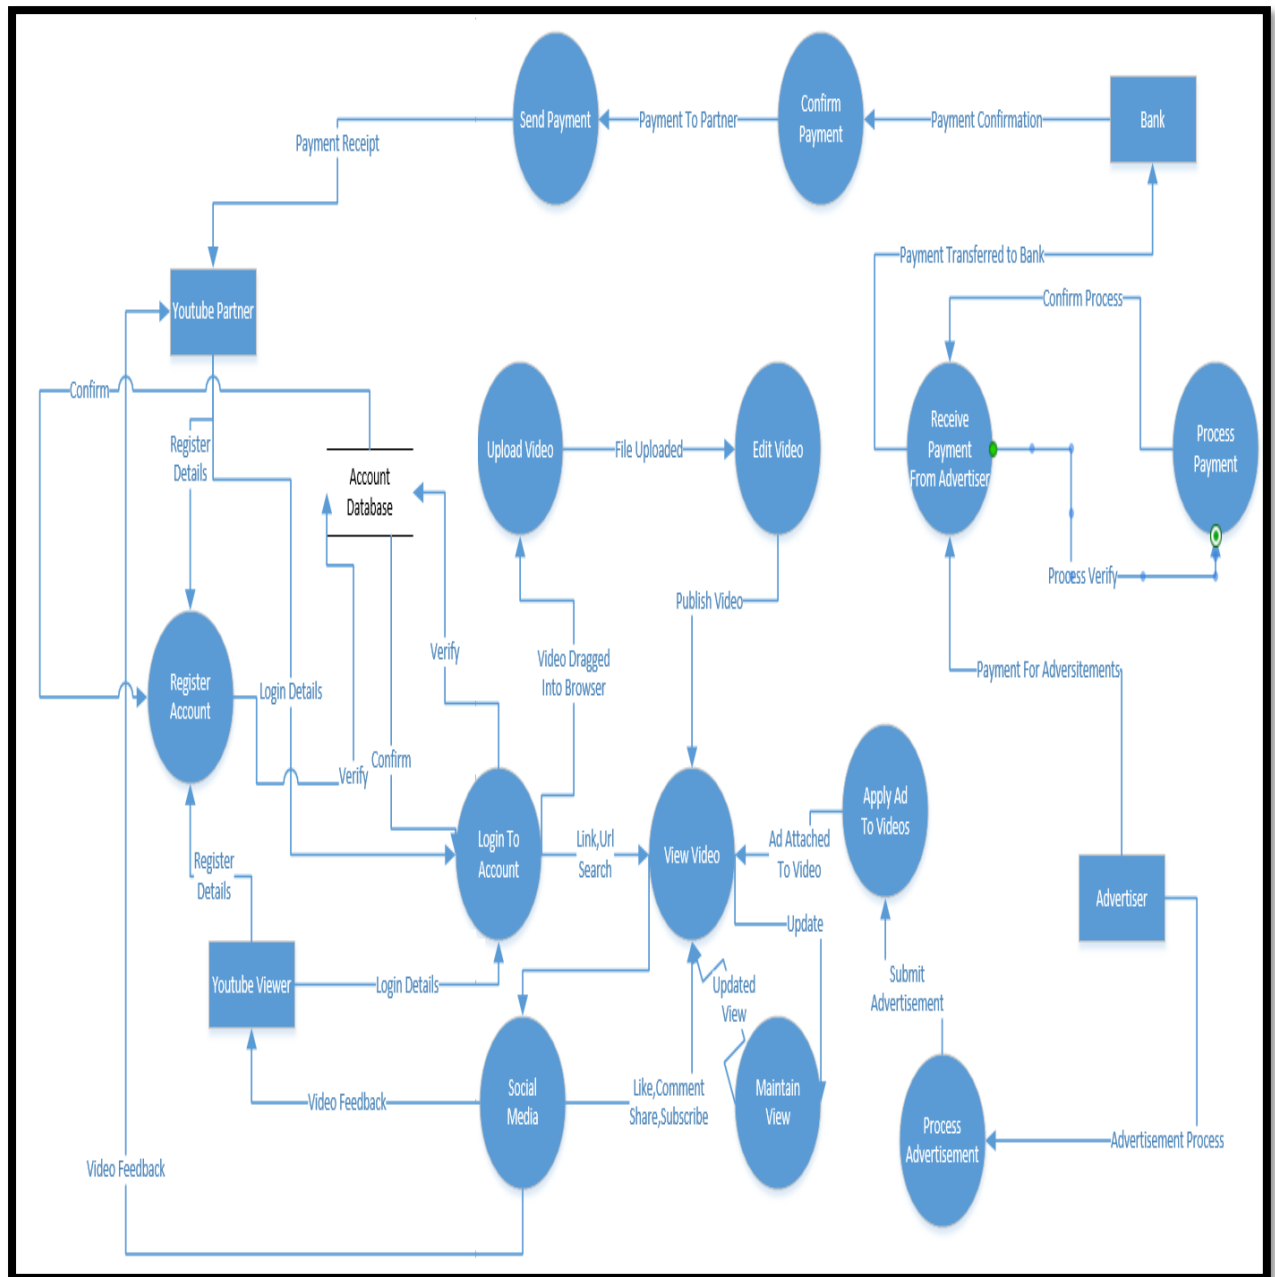 Send Payment
Payment To Partner
Confirm
Payment
Payment Confirmation
Bank
Payment Receipt
Payment Transferred to Bank
Confirm Process
Youtube Partner
Confirm
Register
Details
Account
Database
Upload Video
File Uploaded
Edit Video
Receive
Payment
From Advertiser
Process
Payment
Process Verify
Publish Video
Verify
Video Dragged
Into Browser
Payment For Adversitements
Register
Account
Login Details
Verify
Confirm
Login To
Account
Link,Url
Search
View Video
Ad Attached
To Video
Apply Ad
To Videos
Advertiser
Register
Details
Update
Youtube Viewer
Login Details
Updated
View
Submit
Advertisement
Video Feedback
Social
Media
Like,Comment
Share,Subscribe
Maintain
View
Process
Advertisement
Advertisement Process
Video Feedback